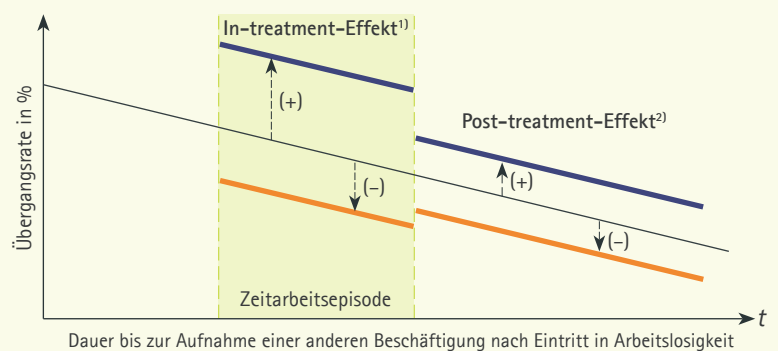 In-treatment-Effekt¹⁾
(+)
Post-treatment-Effekt²⁾
(+)
(–)
(–)
Übergangsrate in %
Zeitarbeitsepisode
t
Dauer bis zur Aufnahme einer anderen Beschäftigung nach Eintritt in Arbeitslosigkeit